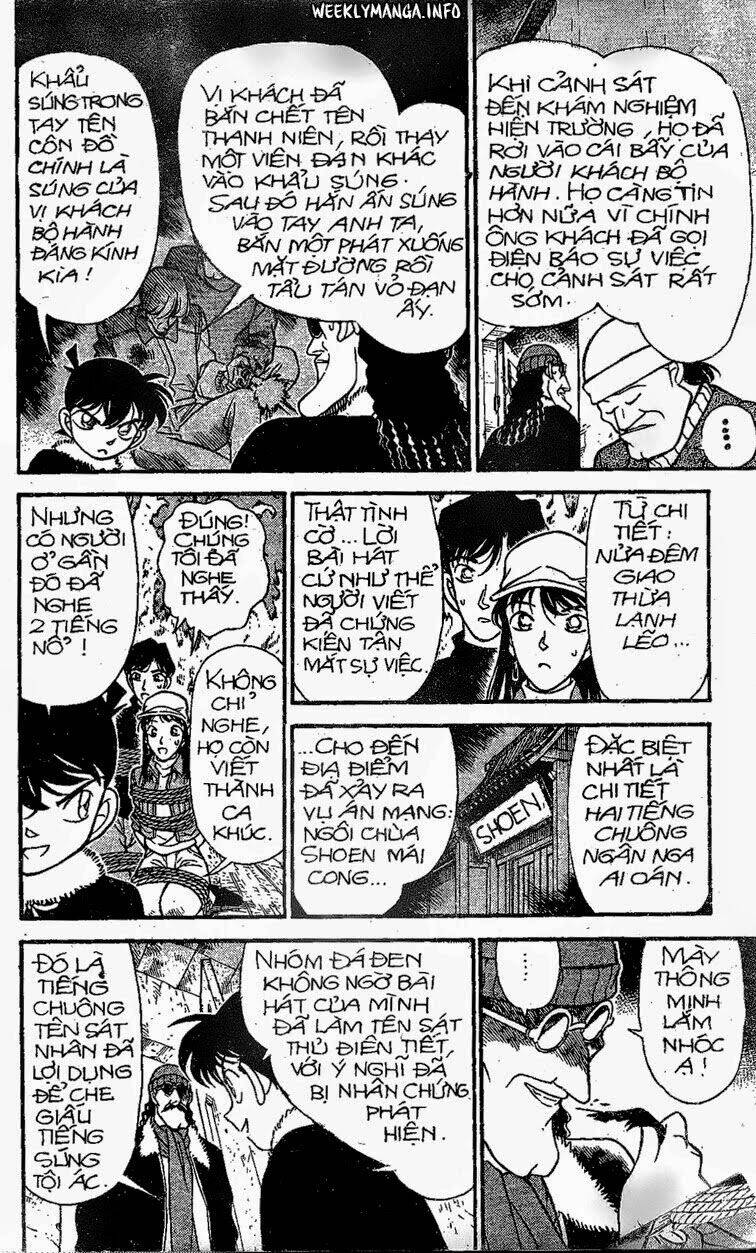 WEEKLYMANGA.INFO
KHẨU
SÚNG TRONG
TAY TÊN
CÔN ĐỒ
CHÍNH LÀ
SÚNG CỦA
VỊ KHÁCH
BỘ HÀNH
ĐÁNG KÍNH
KIA!
VỊ KHÁCH ĐÃ
BẮN CHẾT TÊN
THANH NIÊN, RỒI THAY
MỘT VIÊN ĐẠN KHÁC
VÀO KHẨU SÚNG.
SAU ĐÓ HẮN ẤN SÚNG
VÀO TAY ANH TA,
BẮN MỘT PHÁT XUỐNG
MẶT ĐƯỜNG RỒI
TẨU TÁN VỎ ĐẠN
ẤY.
KHI CẢNH SÁT
ĐẾN KHÁM NGHIỆM
HIỆN TRƯỜNG, HỌ ĐÃ
RƠI VÀO CÁI BẪY CỦA
NGƯỜI KHÁCH BỘ
HÀNH. HỌ CÀNG TIN
HƠN NỮA VÌ CHÍNH
ÔNG KHÁCH ĐÃ GỌI
ĐIỆN BÁO SỰ VIỆC
CHO CẢNH SÁT RẤT
SỚM.
....
NHƯNG
CÓ NGƯỜI
Ở GẦN
ĐÓ ĐÃ
NGHE
2 TIẾNG
NỔ!
ĐÚNG!
CHÚNG
TÔI ĐÃ
NGHE
THẤY.
KHÔNG
CHỈ
NGHE,
HỌ CÒN
VIẾT
THÀNH
CA
KHÚC.
THẬT TÌNH
CỜ... LỜI
BÀI HÁT
CỨ NHƯ THỂ
NGƯỜI VIẾT
ĐÃ CHỨNG
KIẾN TẬN
MẮT SỰ VIỆC.
TỪ CHI
TIẾT:
NỬA ĐÊM
GIAO
THỪA
LẠNH
LẼO...
...CHO ĐẾN
ĐỊA ĐIỂM
ĐÃ XẢY RA
VỤ ÁN MẠNG:
NGÔI CHÙA
SHOEN MÁI
CONG...
SHOEN
ĐẶC BIỆT
NHẤT LÀ
CHI TIẾT
HAI TIẾNG
CHUÔNG
NGÂN NGA
AI OÁN.
ĐÓ LÀ
TIẾNG
CHUÔNG
TÊN SÁT
NHÂN ĐÃ
LỢI DỤNG
ĐỂ CHE
GIẤU
TIẾNG
SÚNG
TỘI ÁC.
NHÓM ĐÁ ĐEN
KHÔNG NGỜ BÀI
HÁT CỦA MÌNH
ĐÃ LÀM TÊN SÁT
THỦ ĐIÊN TIẾT,
VỚI Ý NGHĨ ĐÃ
BỊ NHÂN CHỨNG
PHÁT
HIỆN.
...
MÀY
THÔNG
MINH
LẮM
NHÓC
Ạ!